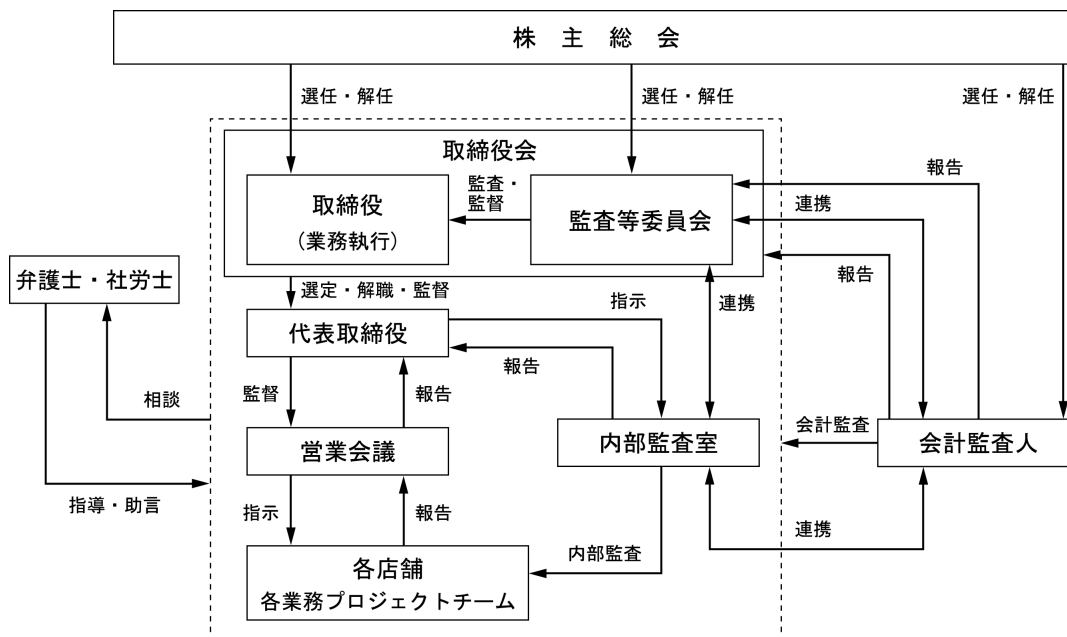 株主総会
選任・解任
選任・解任
選任・解任
取締役会
取締役
(業務執行)
監査・
監督
監査等委員会
報告
連携
報告
弁護士・社労士
選定・解職・監督
連携
指示
代表取締役
報告
監督
報告
相談
営業会議
内部監査室
会計監査
会計監査人
指導・助言
指示
報告
連携
内部監査
各店舗
各業務プロジェクトチーム